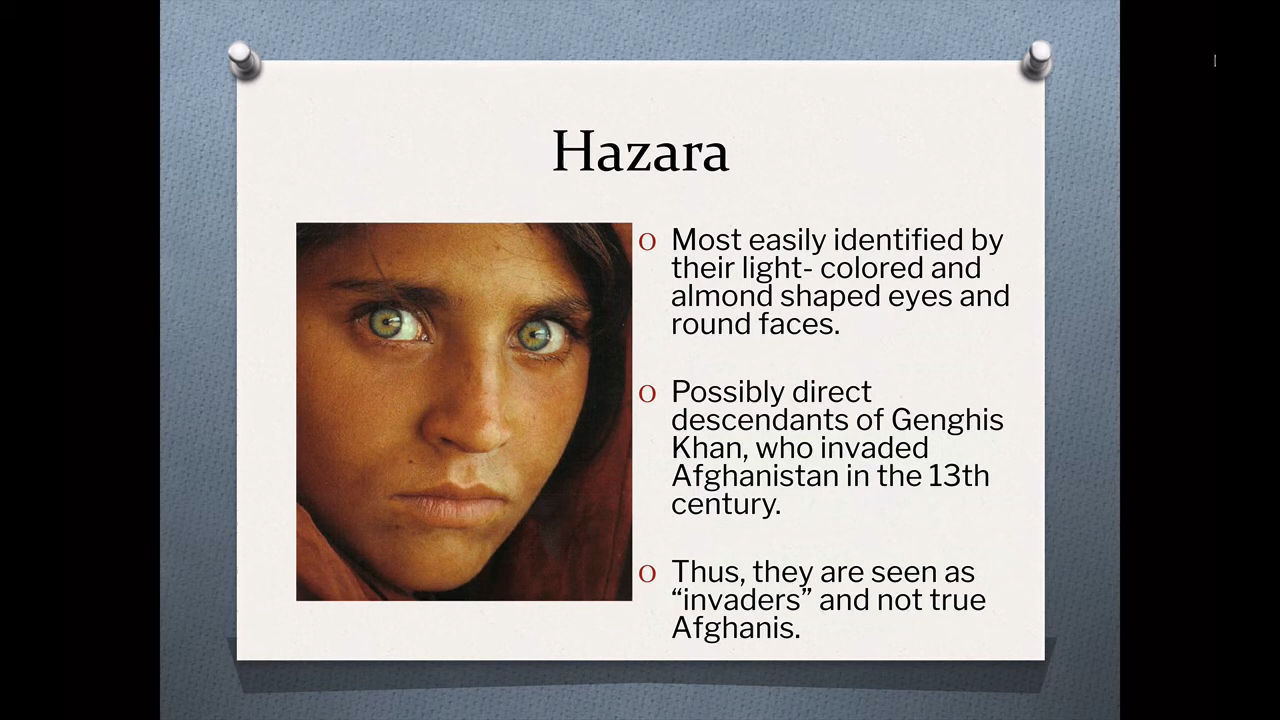 Hazara
O Most easily identified by
their light- colored and
almond shaped eyes and
round faces.
O Possibly direct
descendants of Genghis
Khan, who invaded
Afghanistan in the 13th
century.
O Thus, they are seen as
“invaders” and not true
Afghanis.